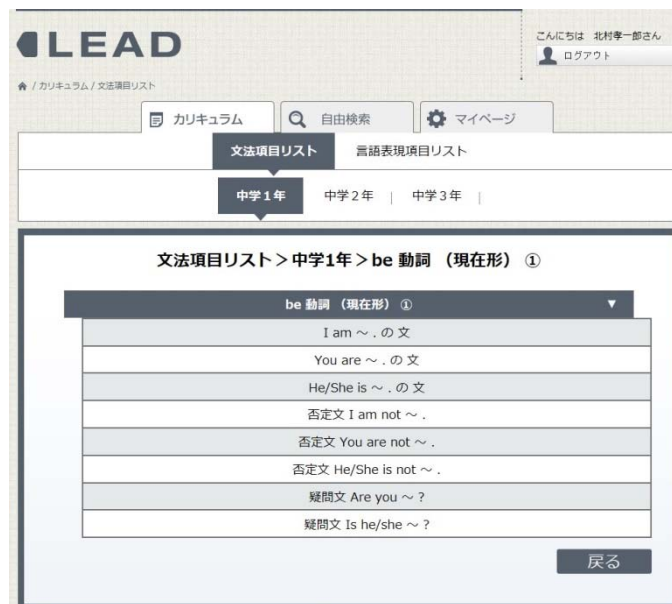 LEAD
こんにちは 北村孝一郎さん
ログアウト
/ カリキュラム / 文法項目リスト
カリキュラム 自由検索 マイページ
文法項目リスト 言語表現項目リスト
中学1年 中学2年 | 中学3年 |
文法項目リスト＞中学1年＞be 動詞 （現在形） ①
be 動詞 （現在形） ① ▼
I am ～ . の 文
You are ～ . の 文
He/She is ～ . の 文
否定文 I am not ～ .
否定文 You are not ～ .
否定文 He/She is not ～ .
疑問文 Are you ～ ?
疑問文 Is he/she ～ ?
戻る